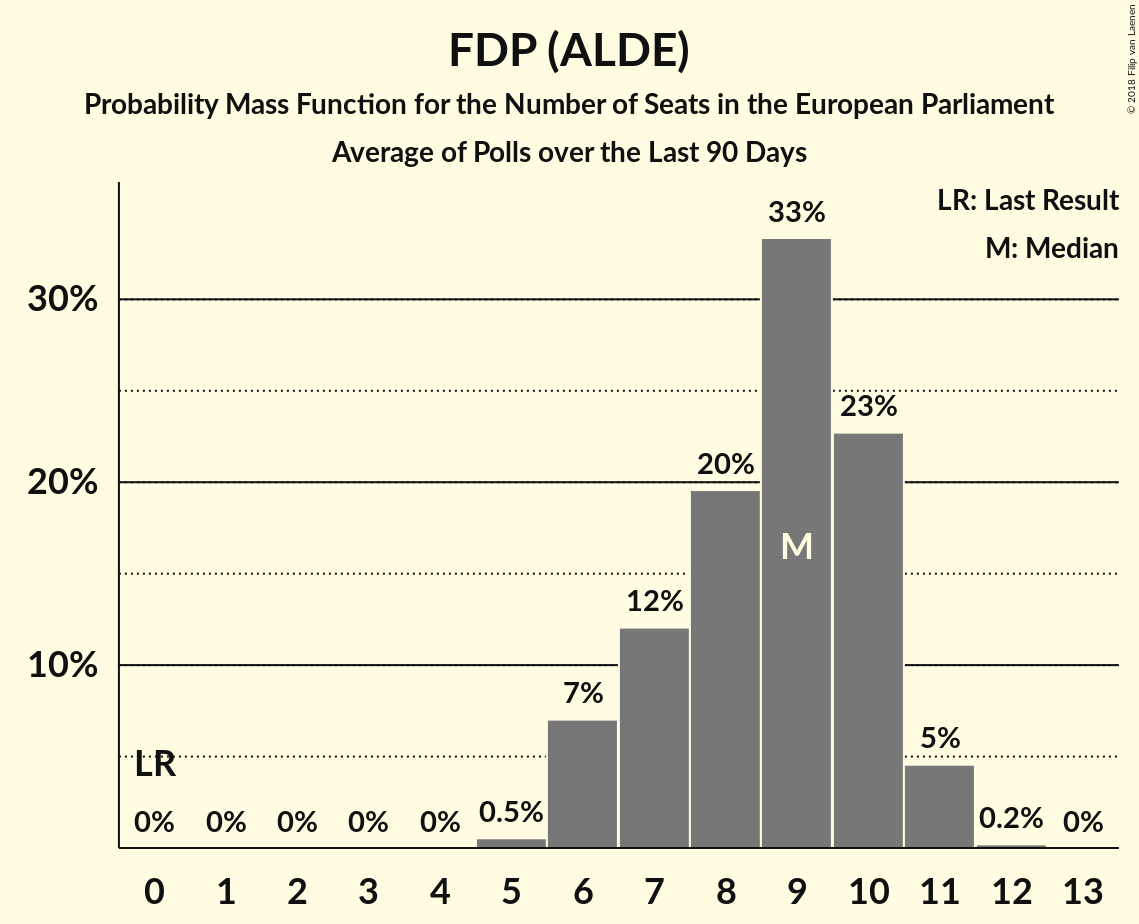 FDP (ALDE)
Probability Mass Function for the Number of Seats in the European Parliament
Average of Polls over the Last 90 Days
© 2018 Filip van Laenen
LR: Last Result
M: Median
33%
30%
23%
20%
20%
M
12%
10%
7%
5%
LR
0%
0%
0%
0%
0%
0.5%
0.2%
0%
0 1 2 3 4 5 6 7 8 9 10 11 12 13